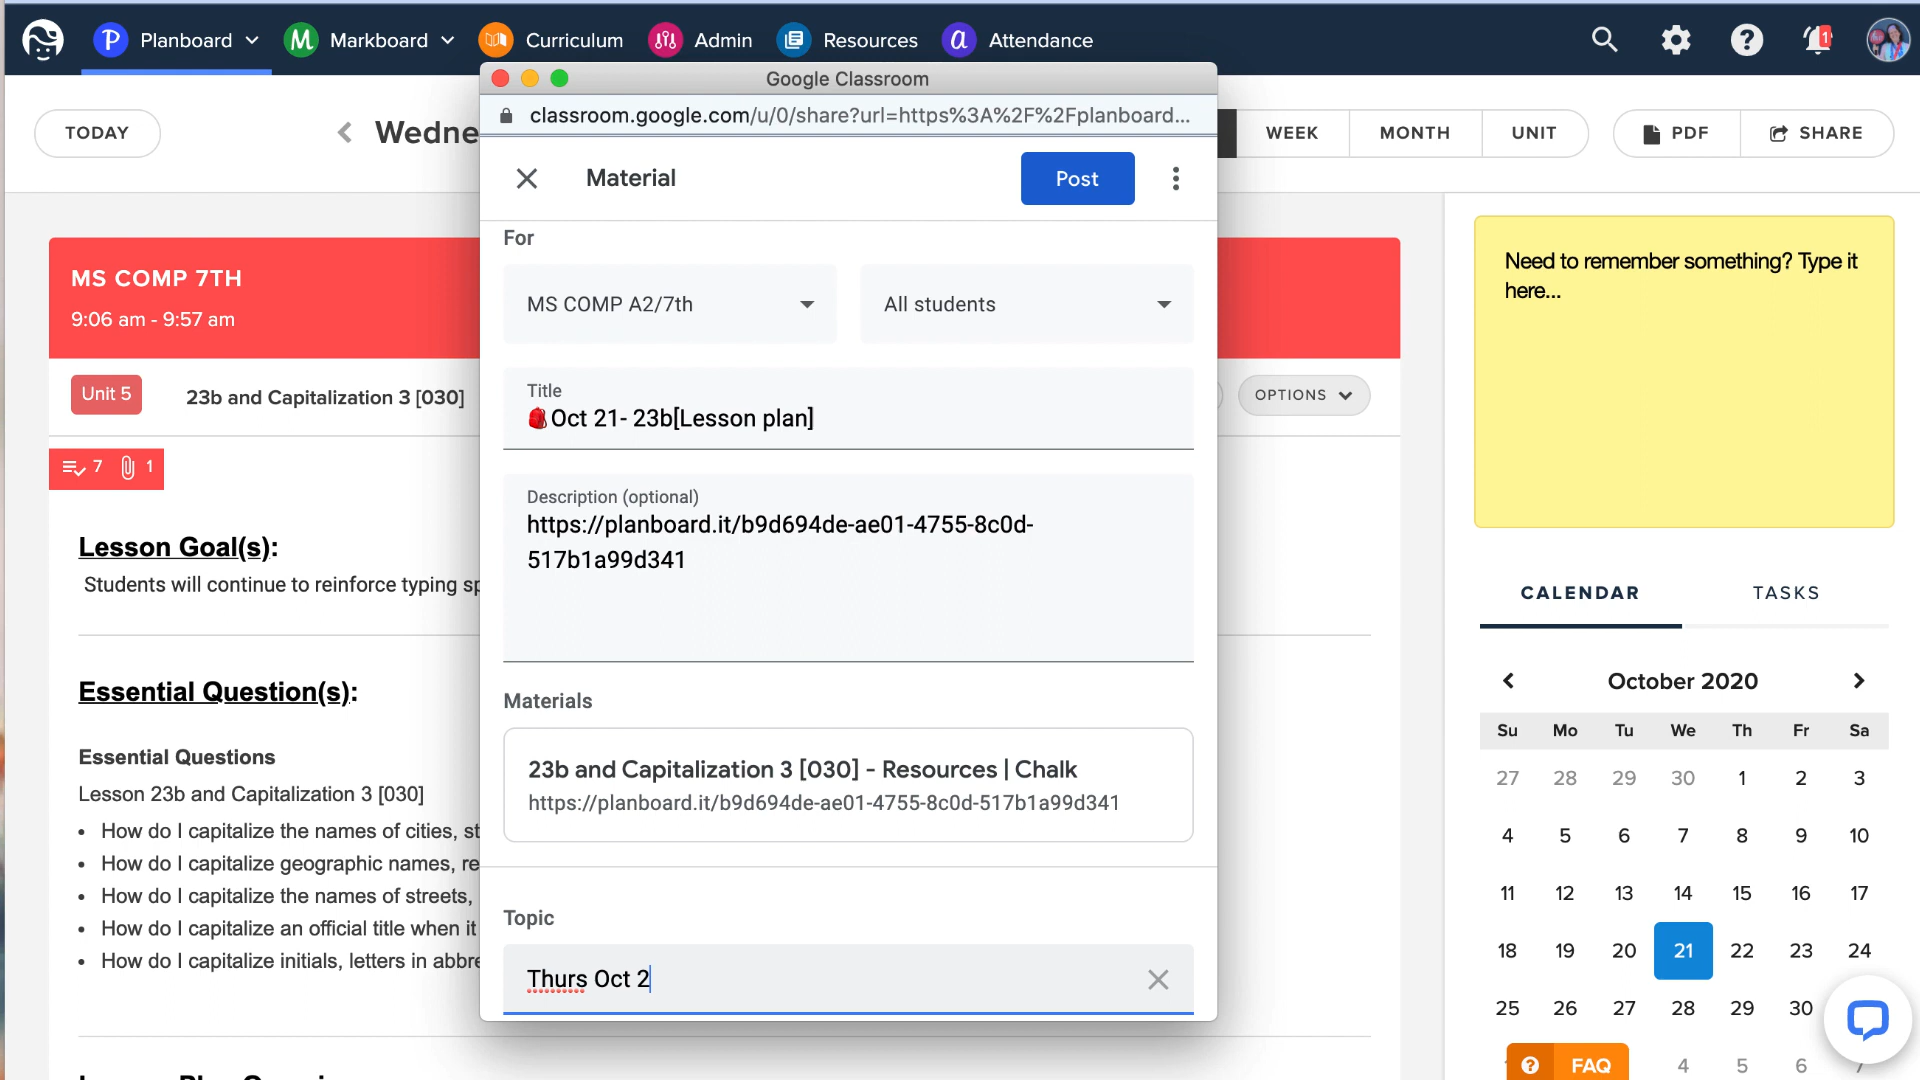 Planboard
Markboard
Curriculum
Admin
Resources
Attendance
1
Google Classroom
classroom.google.com/u/0/share?url=https%3A%2F%2Fplanboard...
TODAY
Wedne
WEEK
MONTH
UNIT
PDF
SHARE
Material
Post
For
MS COMP A2/7th
All students
Title
Oct 21- 23b[Lesson plan]
Description (optional)
https://planboard.it/b9d694de-ae01-4755-8c0d-
517b1a99d341
Materials
23b and Capitalization 3 [030] - Resources | Chalk
https://planboard.it/b9d694de-ae01-4755-8c0d-517b1a99d341
Topic
Thurs Oct 2
MS COMP 7TH
9:06 am - 9:57 am
Unit 5
23b and Capitalization 3 [030]
OPTIONS
7 1
Lesson Goal(s):
Students will continue to reinforce typing sp
Essential Question(s):
Essential Questions
Lesson 23b and Capitalization 3 [030]
• How do I capitalize the names of cities, st
• How do I capitalize geographic names, re
• How do I capitalize the names of streets,
• How do I capitalize an official title when it
• How do I capitalize initials, letters in abbre
Need to remember something? Type it
here...
CALENDAR
TASKS
October 2020
Su Mo Tu We Th Fr Sa
27 28 29 30 1 2 3
4 5 6 7 8 9 10
11 12 13 14 15 16 17
18 19 20 21 22 23 24
25 26 27 28 29 30
4 5 6 7
FAQ